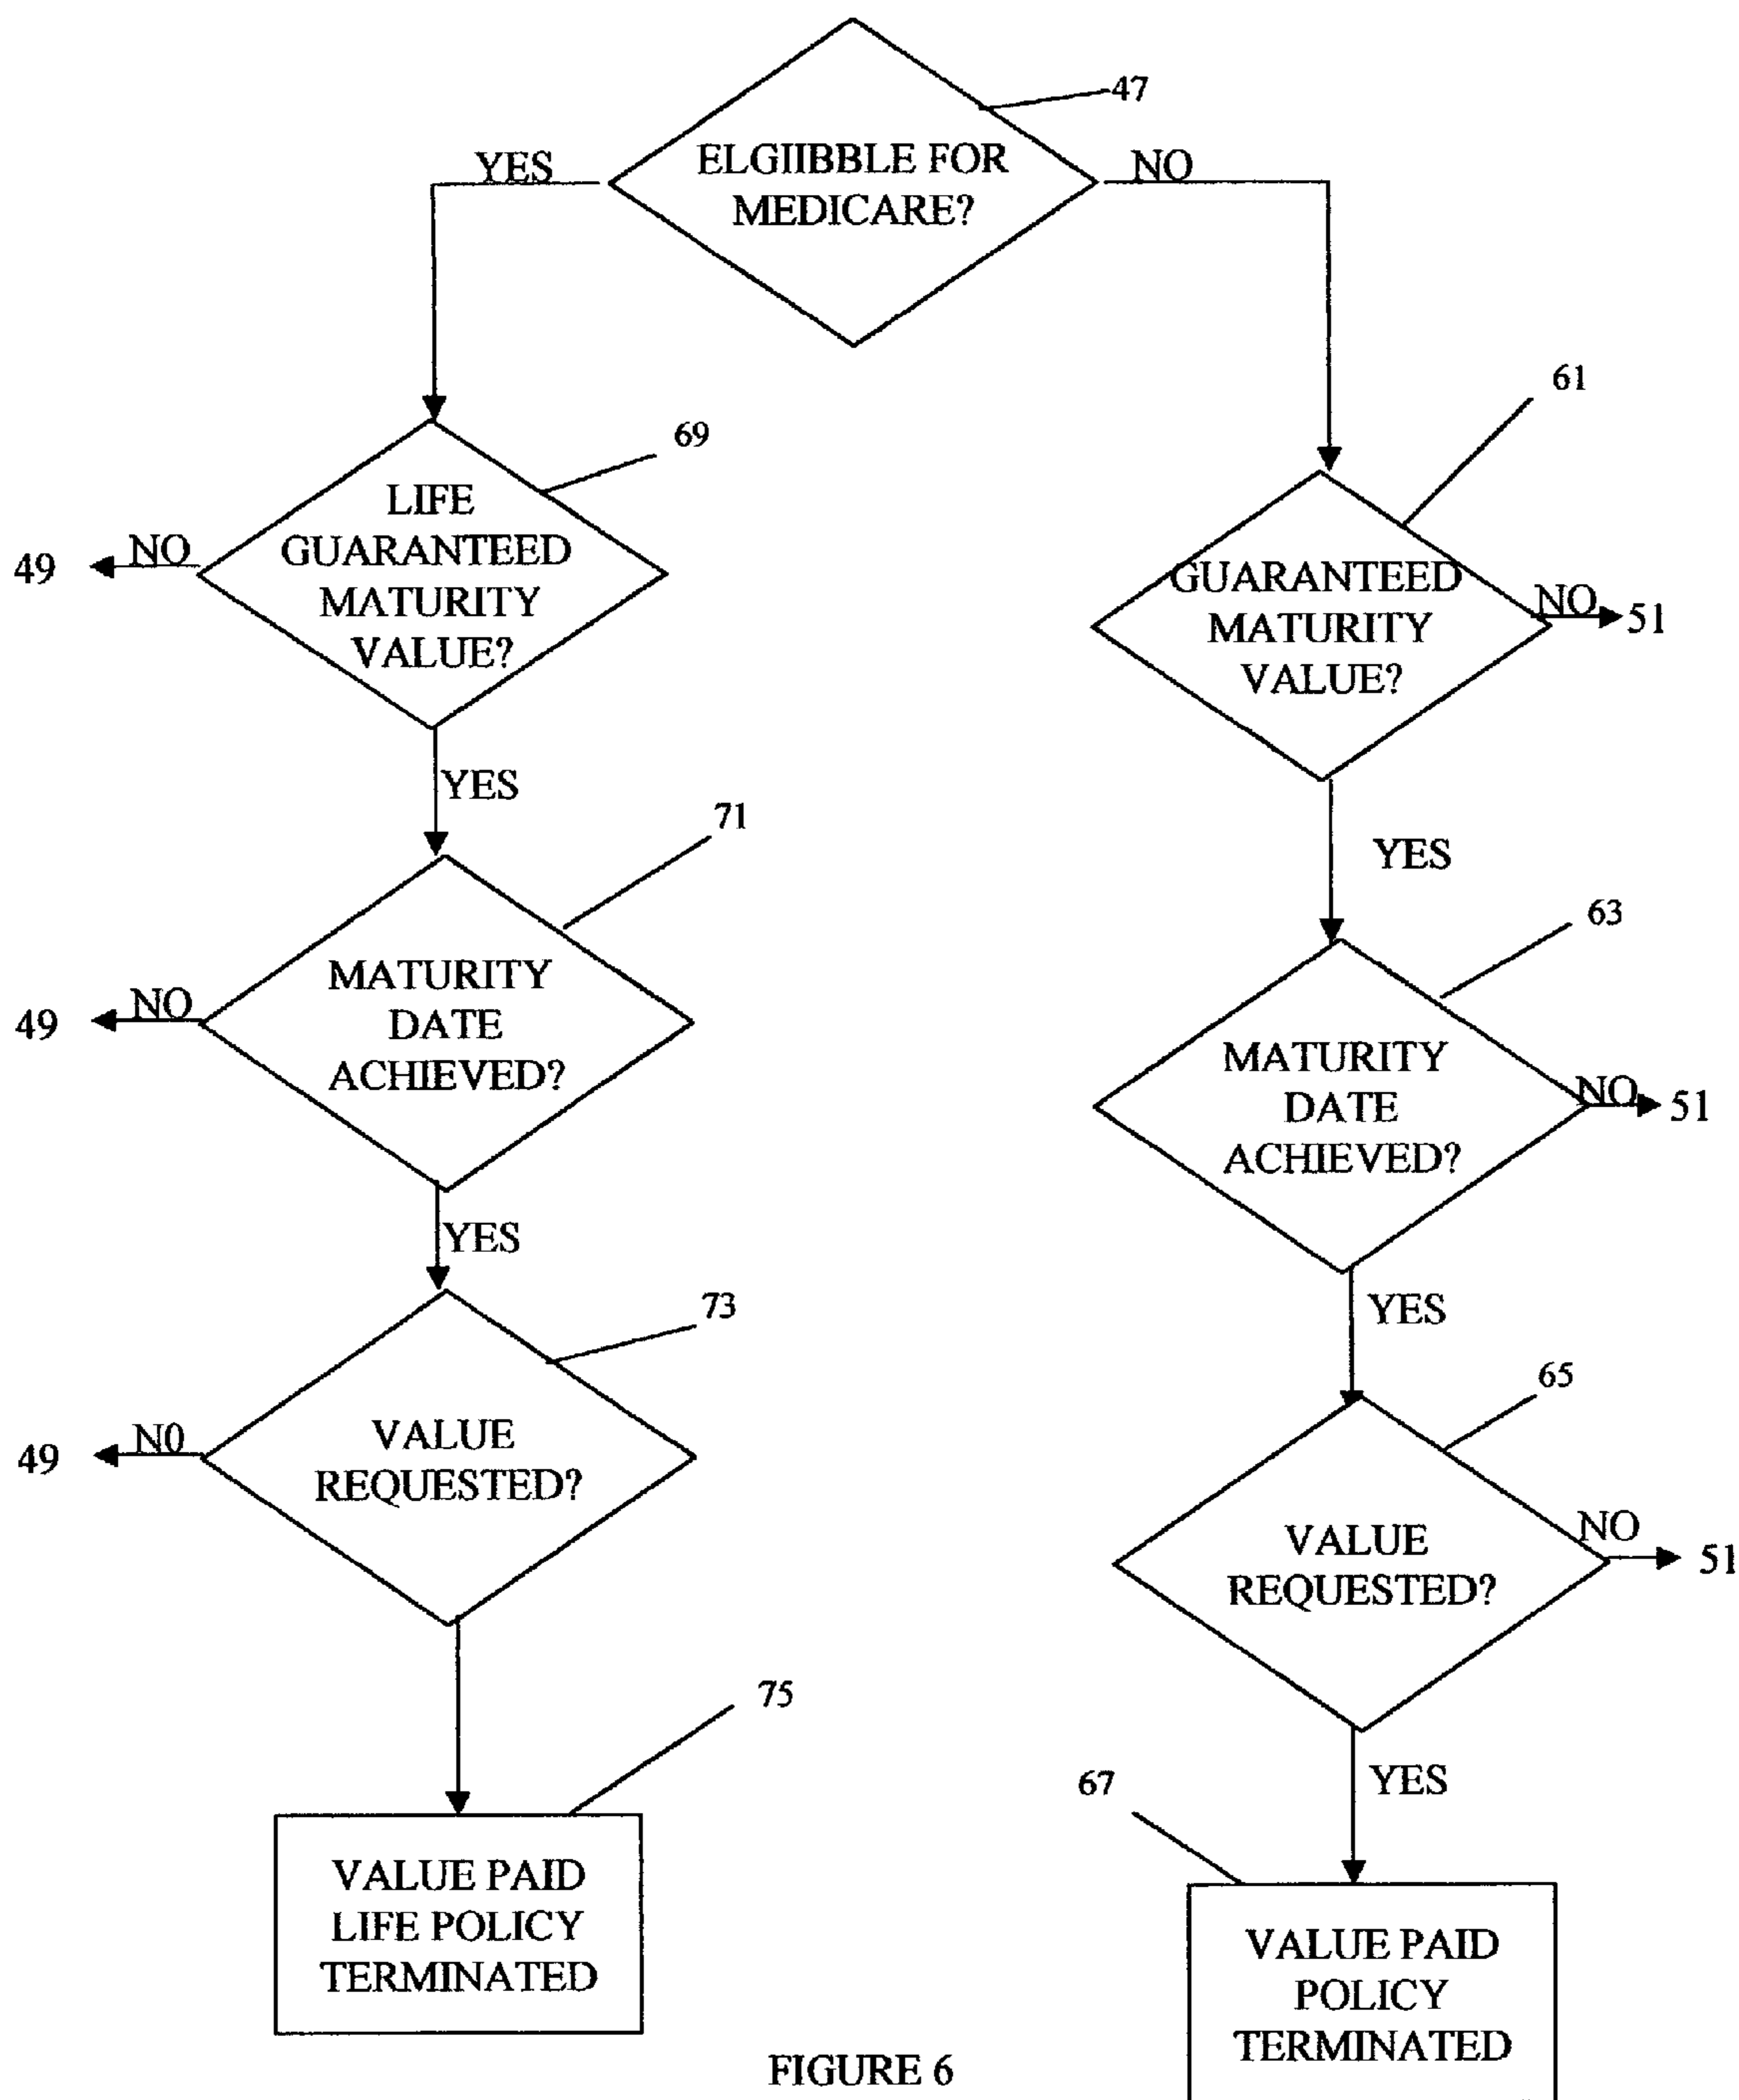 47
ELGIIBBLE FOR
MEDICARE?
YES
NO
61
69
LIFE
GUARANTEED
MATURITY
VALUE?
NO
49
GUARANTEED
MATURITY
VALUE?
NO
51
YES
YES
71
63
MATURITY
DATE
ACHIEVED?
NO
49
MATURITY
DATE
ACHIEVED?
NO
51
YES
YES
73
65
VALUE
REQUESTED?
N0
49
VALUE
REQUESTED?
NO
51
75
67
YES
VALUE PAID
LIFE POLICY
TERMINATED
VALUE PAID
POLICY
TERMINATED
FIGURE 6